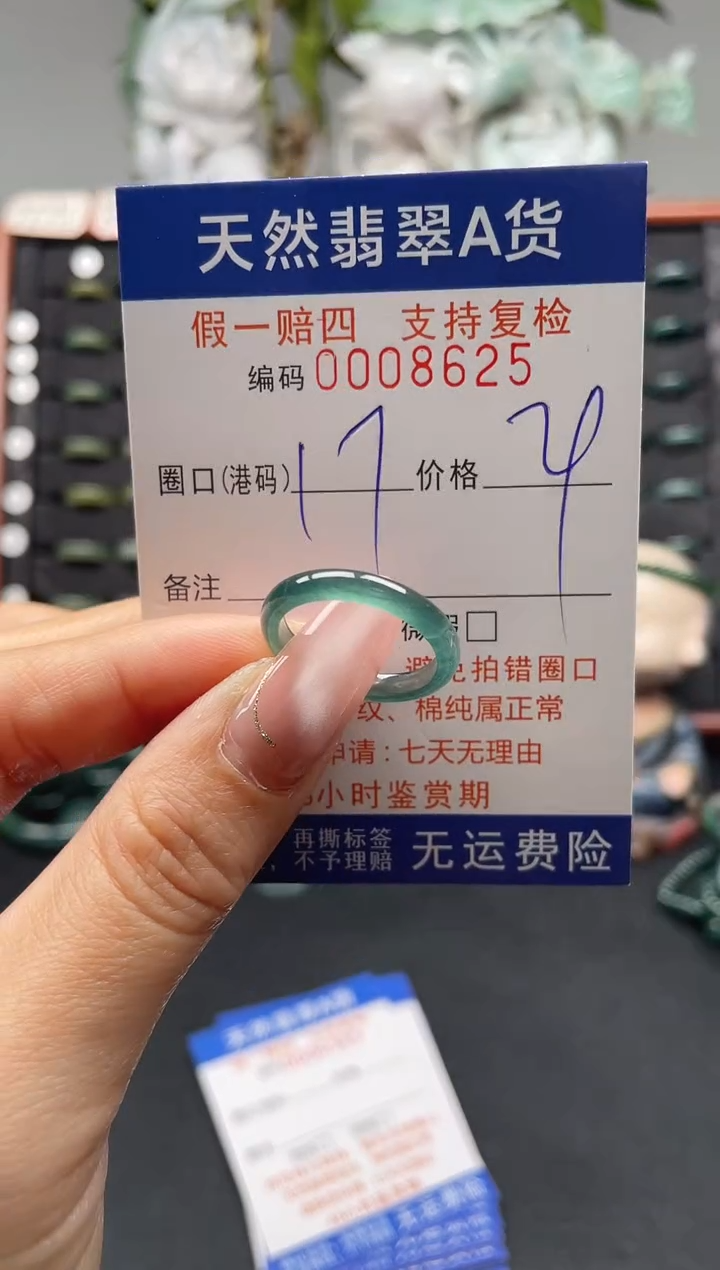 天然翡翠A货
假一赔四 支持复检
编码 0008625
圈口(港码) 17 价格 4
备注
微 □
避免拍错圈口
纹、棉纯属正常
申请：七天无理由
小时鉴赏期
再撕标签
，不予理赔 无运费险